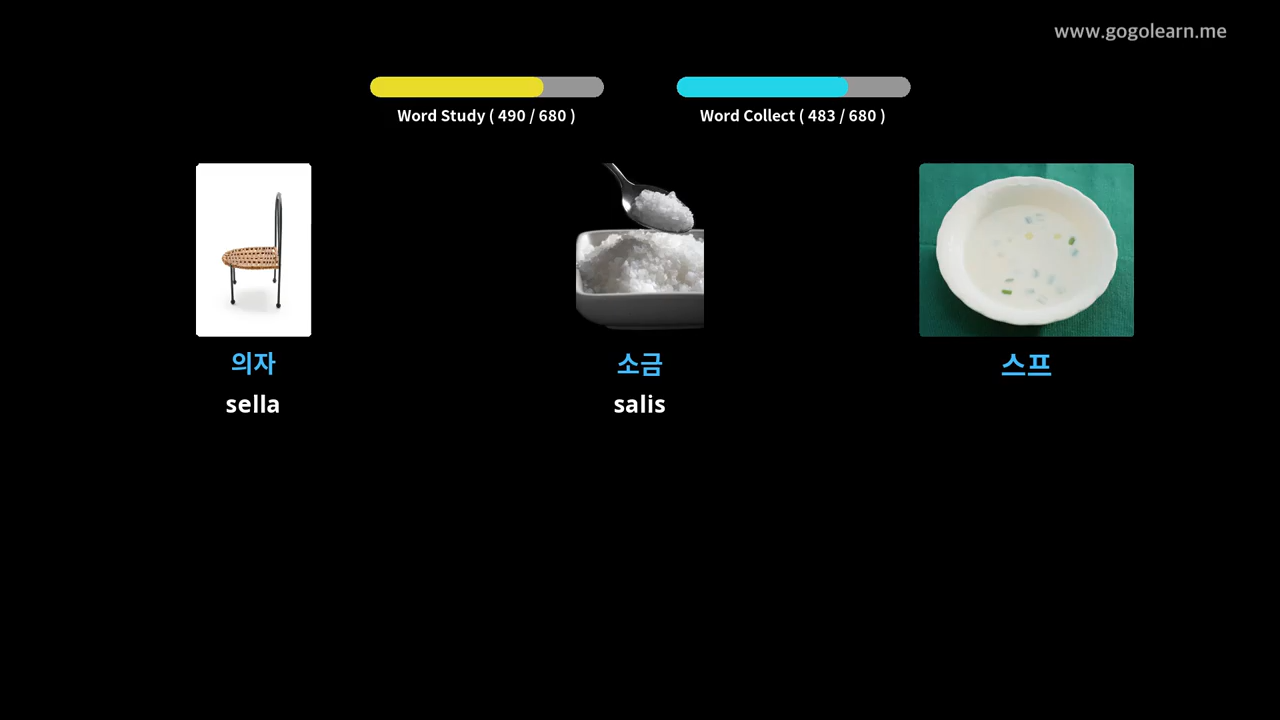 www.gogolearn.me
Word Study ( 490 / 680 )
Word Collect ( 483 / 680 )
의자
소금
스프
sella
salis